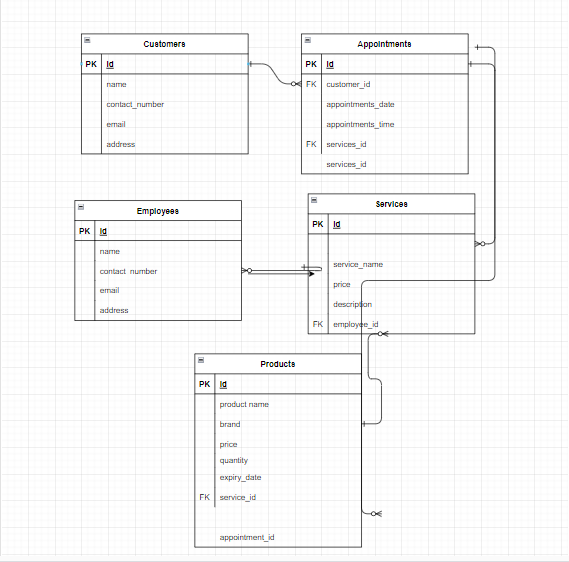 Customers
PK id
name
contact_number
email
address
Appointments
PK id
FK customer_id
appointments_date
appointments_time
FK services_id
services_id
Employees
PK id
name
contact number
email
address
Services
PK id
service_name
price
description
FK employee_id
Products
PK id
product name
brand
price
quantity
expiry_date
FK service_id
appointment_id